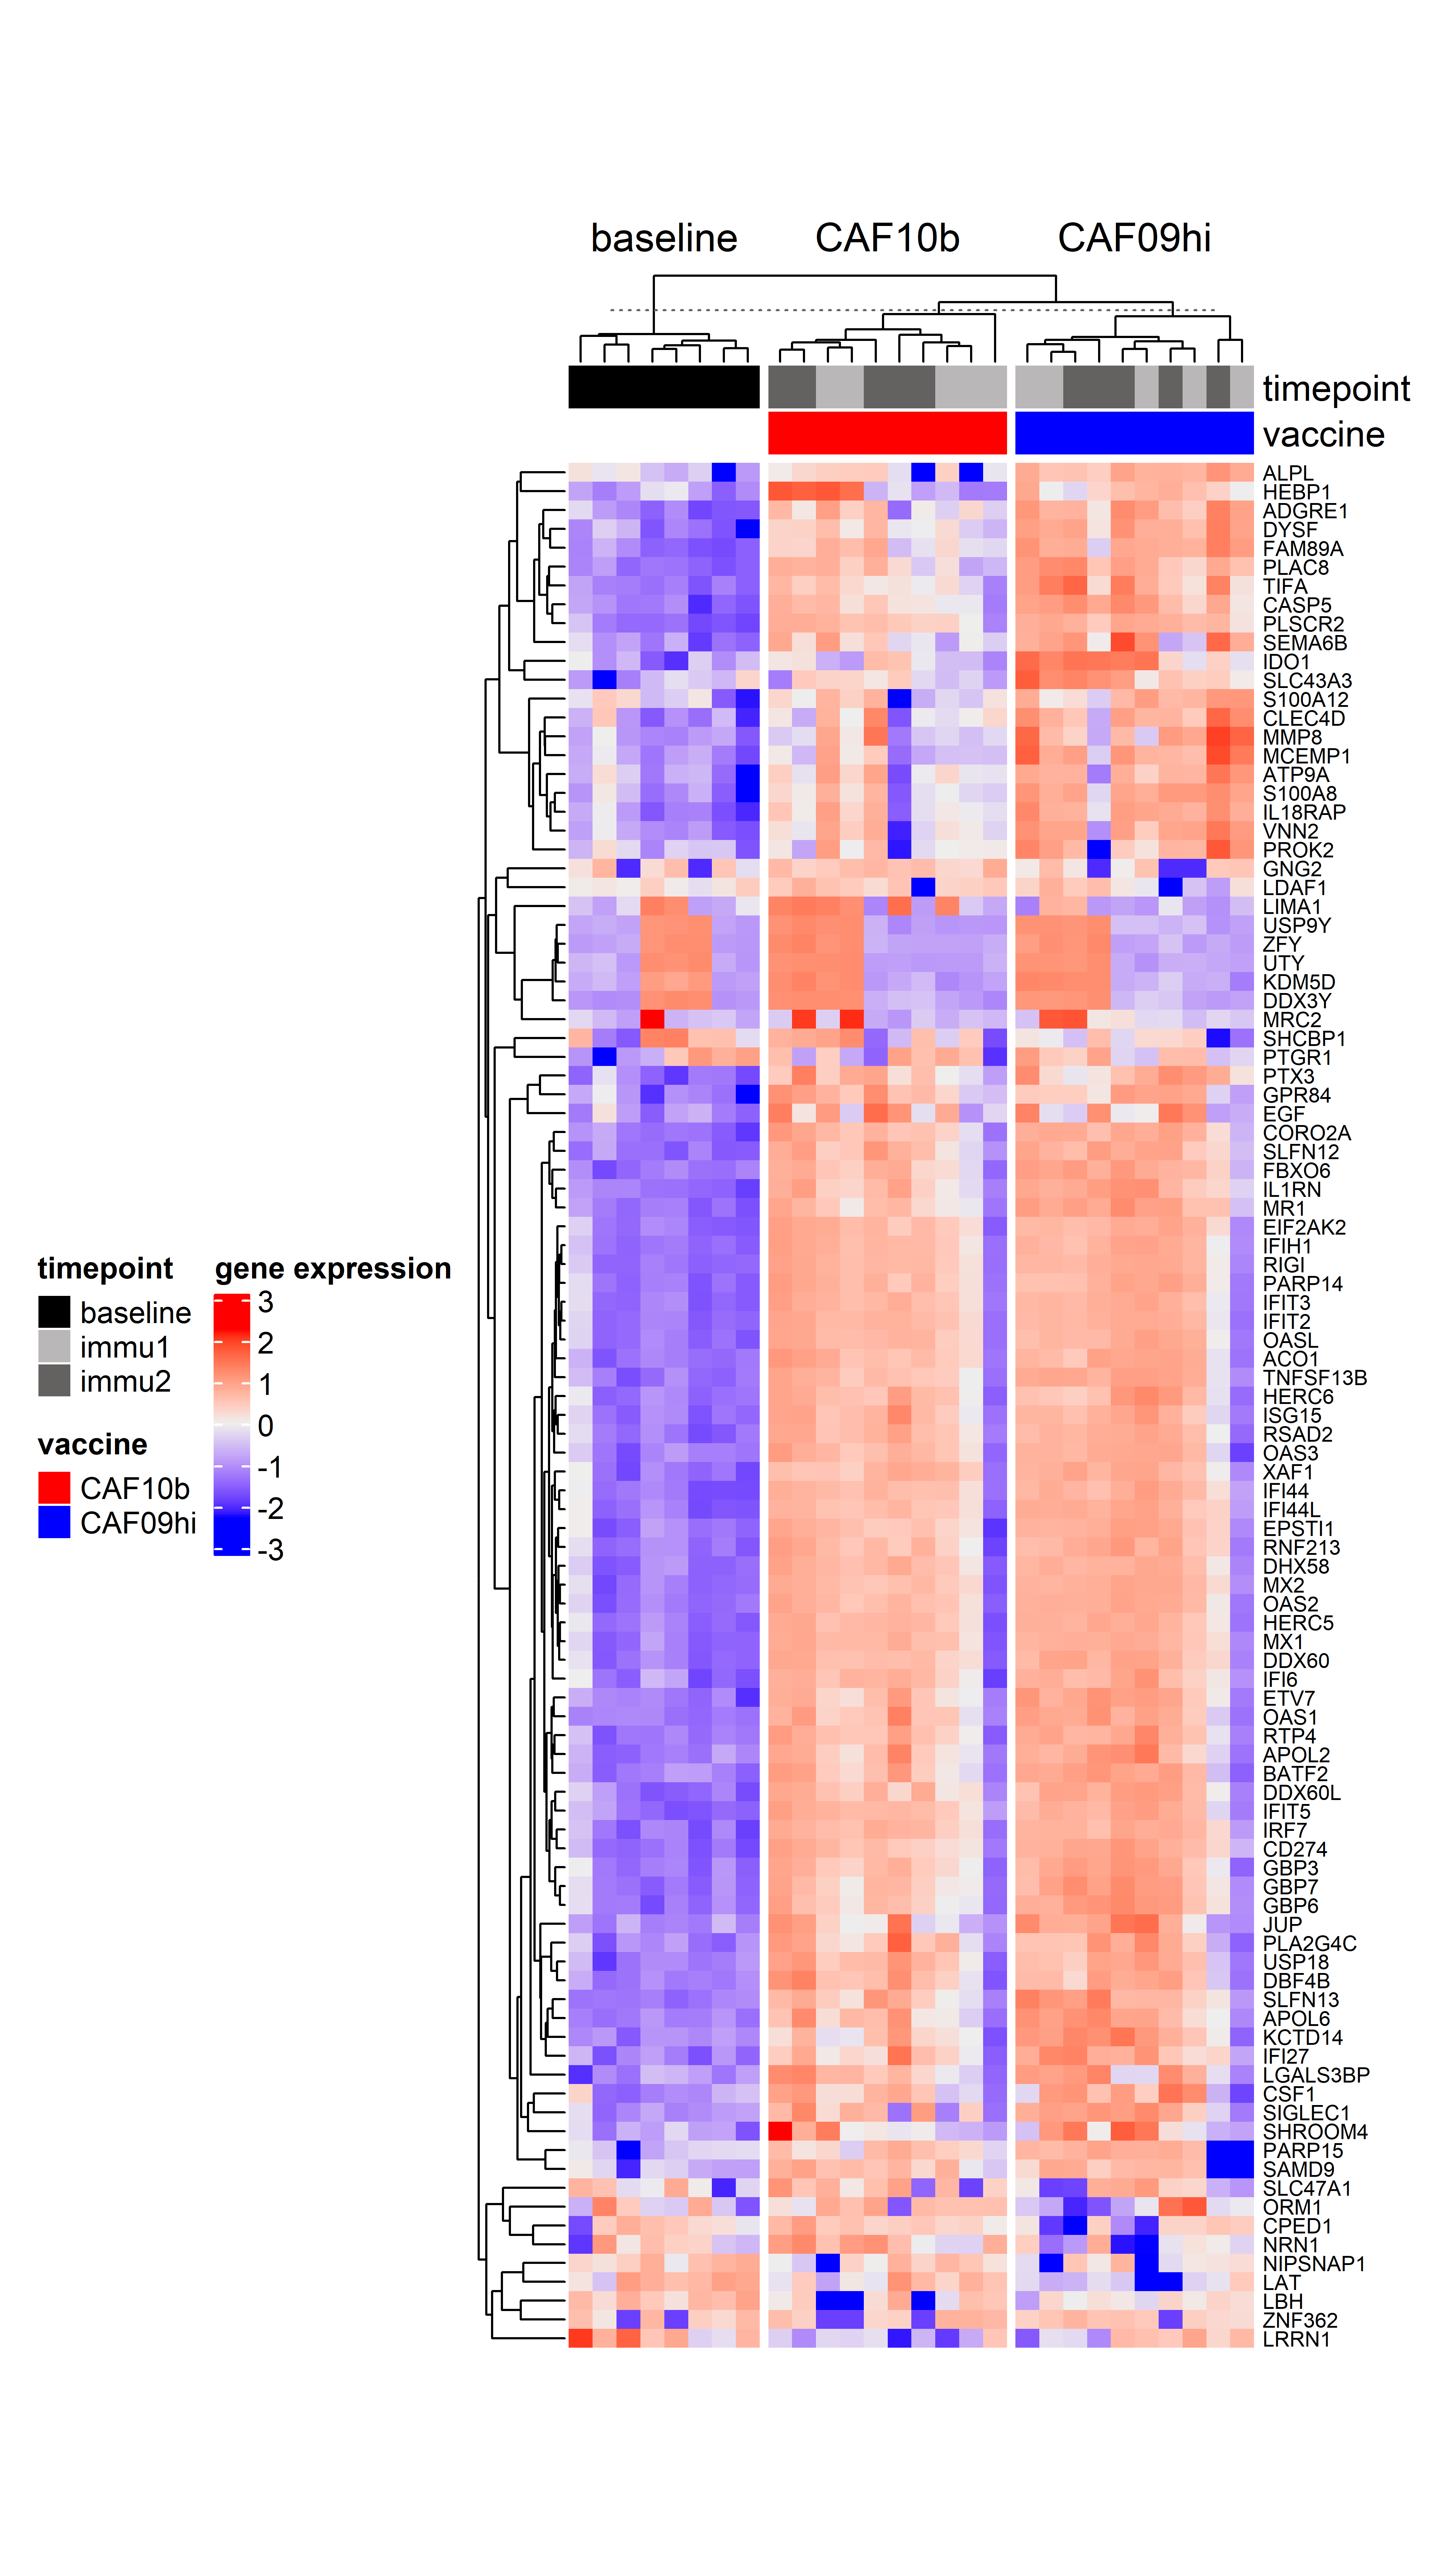 baseline CAF10b CAF09hi
timepoint
vaccine
ALPL
HEBP1
ADGRE1
DYSF
FAM89A
PLAC8
TIFA
CASP5
PLSCR2
SEMA6B
IDO1
SLC43A3
S100A12
CLEC4D
MMP8
MCEMP1
ATP9A
S100A8
IL18RAP
VNN2
PROK2
GNG2
LDAF1
LIMA1
USP9Y
ZFY
UTY
KDM5D
DDX3Y
MRC2
SHCBP1
PTGR1
PTX3
GPR84
EGF
CORO2A
SLFN12
FBXO6
IL1RN
MR1
EIF2AK2
IFIH1
RIGI
PARP14
IFIT3
IFIT2
OASL
ACO1
TNFSF13B
HERC6
ISG15
RSAD2
OAS3
XAF1
IFI44
IFI44L
EPSTI1
RNF213
DHX58
MX2
OAS2
HERC5
MX1
DDX60
IFI6
ETV7
OAS1
RTP4
APOL2
BATF2
DDX60L
IFIT5
IRF7
CD274
GBP3
GBP7
GBP6
JUP
PLA2G4C
USP18
DBF4B
SLFN13
APOL6
KCTD14
IFI27
LGALS3BP
CSF1
SIGLEC1
SHROOM4
PARP15
SAMD9
SLC47A1
ORM1
CPED1
NRN1
NIPSNAP1
LAT
LBH
ZNF362
LRRN1
timepoint
baseline
immu1
immu2
vaccine
CAF10b
CAF09hi
gene expression
3
2
1
0
-1
-2
-3